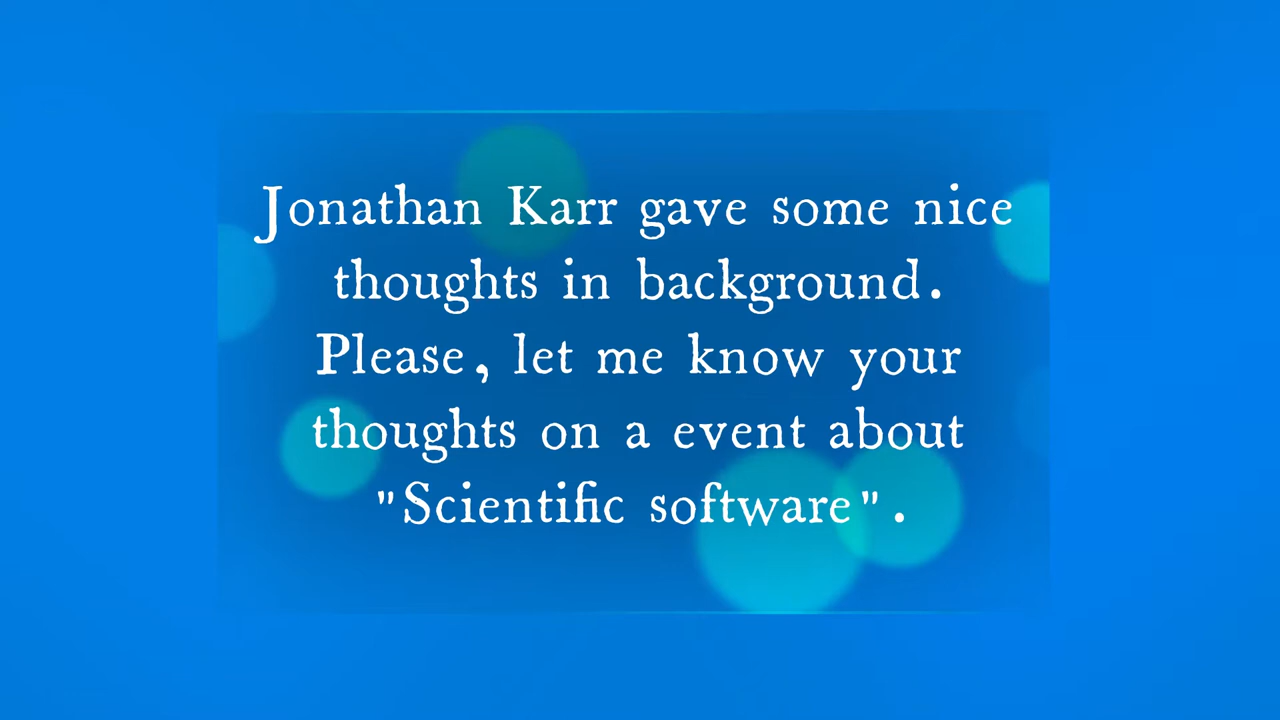 Jonathan Karr gave some nice
thoughts in background.
Please, let me know your
thoughts on a event about
"Scientific software".